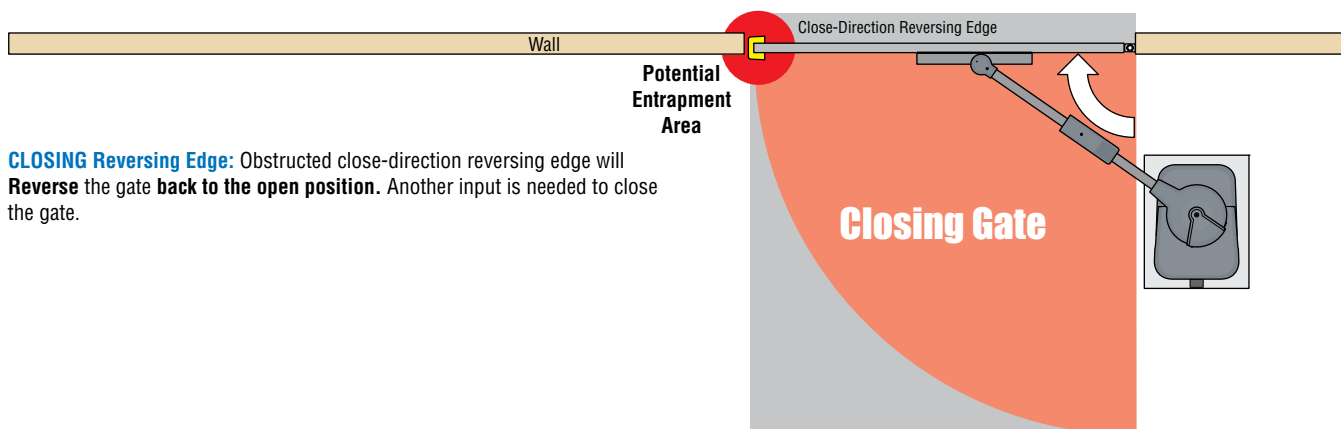 Close-Direction Reversing Edge
Wall
Potential
Entrapment
Area
CLOSING Reversing Edge: Obstructed close-direction reversing edge will
Reverse the gate back to the open position. Another input is needed to close
the gate.
Closing Gate